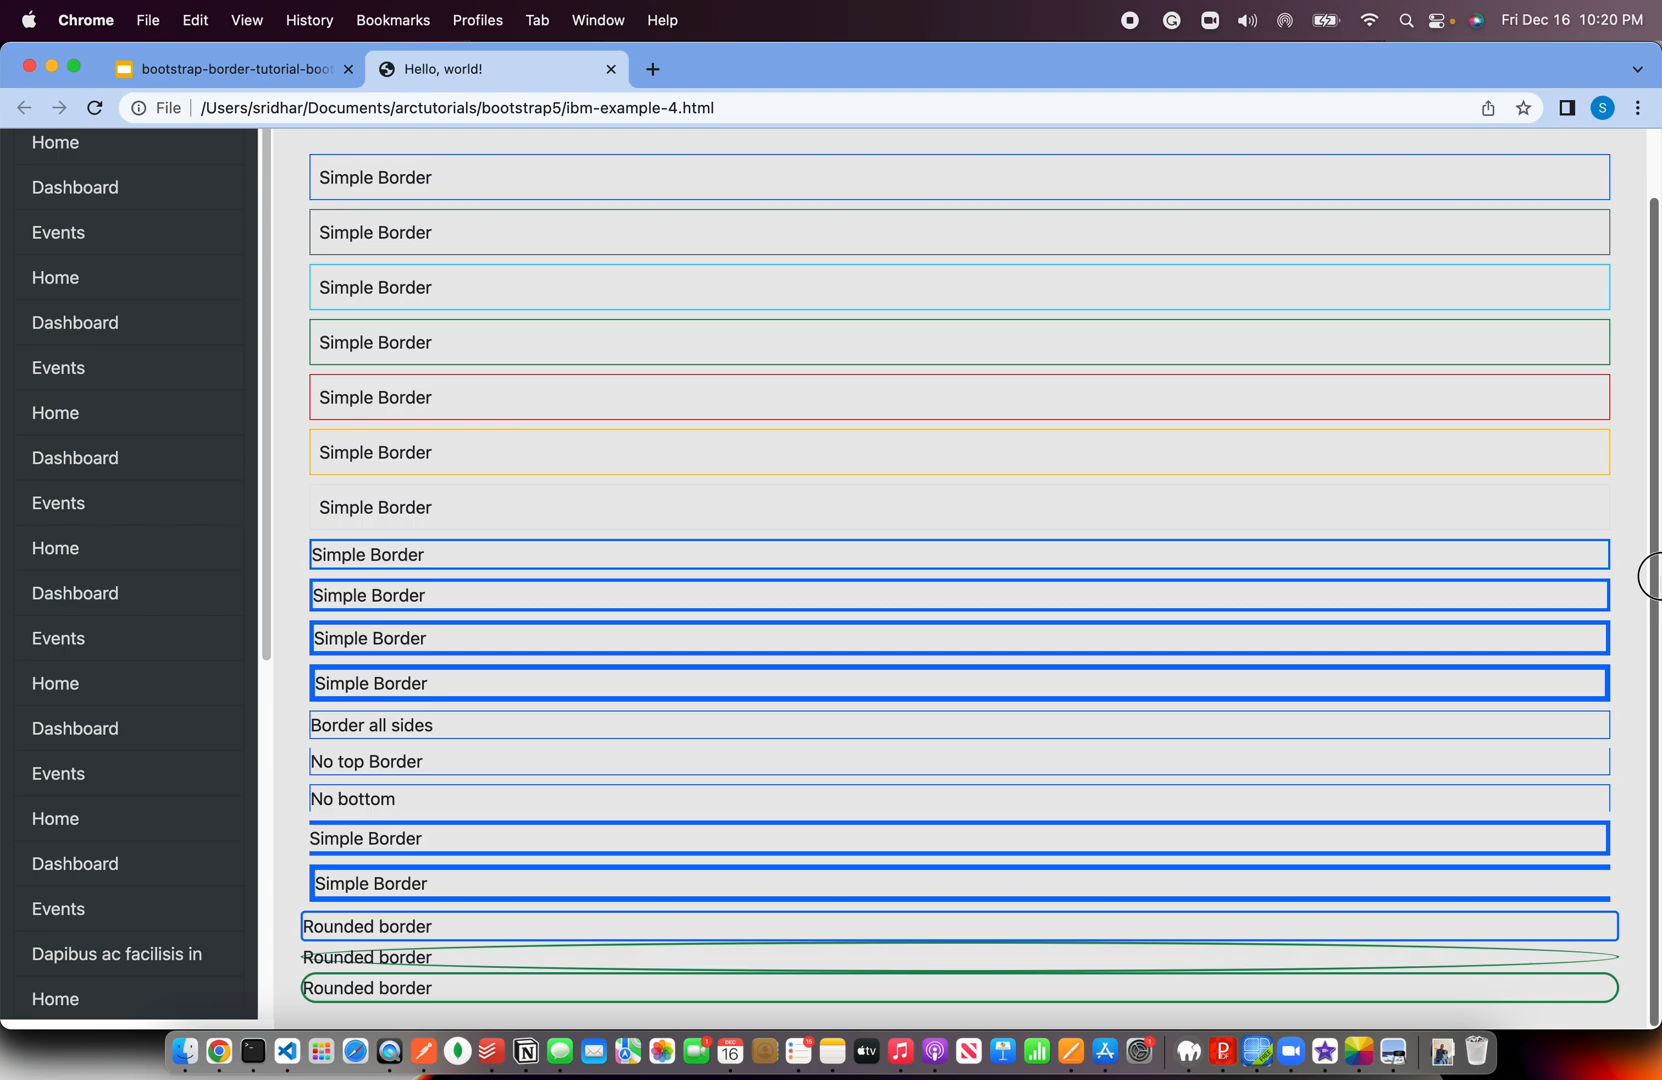 Chrome File Edit View History Bookmarks Profiles Tab Window Help Fri Dec 16 10:20 PM
bootstrap-border-tutorial-boot Hello, world!
File /Users/sridhar/Documents/arctutorials/bootstrap5/ibm-example-4.html S
Home
Dashboard
Events
Home
Dashboard
Events
Home
Dashboard
Events
Home
Dashboard
Events
Home
Dashboard
Events
Home
Dashboard
Events
Dapibus ac facilisis in
Home
Simple Border
Simple Border
Simple Border
Simple Border
Simple Border
Simple Border
Simple Border
Simple Border
Simple Border
Simple Border
Simple Border
Border all sides
No top Border
No bottom
Simple Border
Simple Border
Rounded border
Rounded border
Rounded border
DEC
16
tv